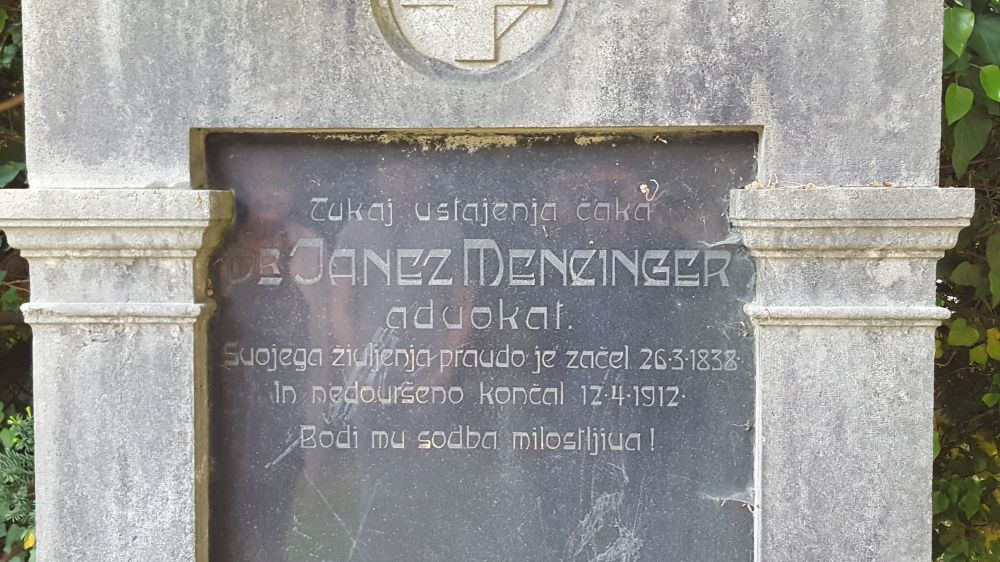 Tukaj ustajenja čaka
DR JANEZ MENCINGER
advokat.
Svojega življenja pravdo je začel 26·3·1838·
In nedovršeno končal 12·4·1912·
Bodi mu sodba milostljiva!